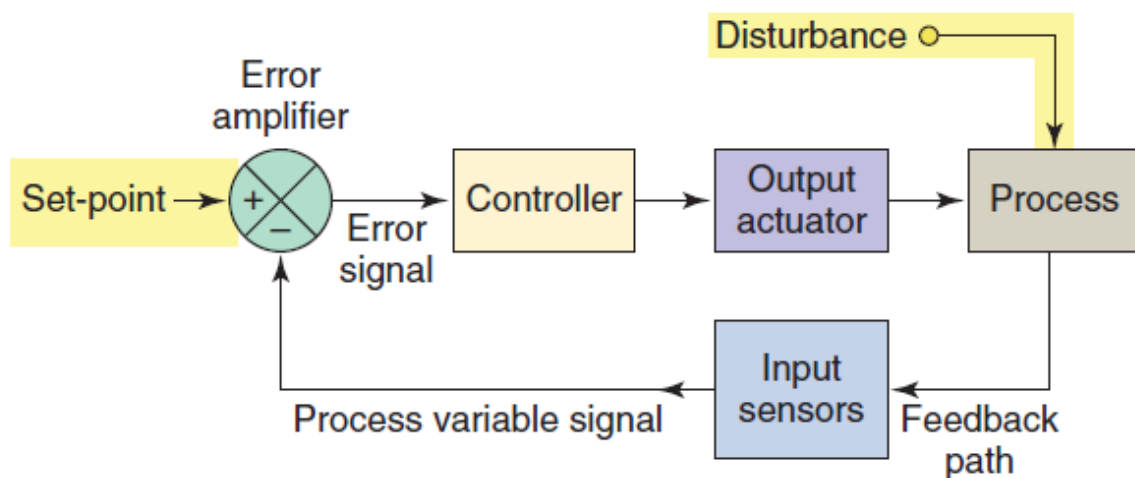 Disturbance
Error
amplifier
Set-point
+
−
Error
signal
Controller
Output
actuator
Process
Input
sensors
Process variable signal
Feedback
path